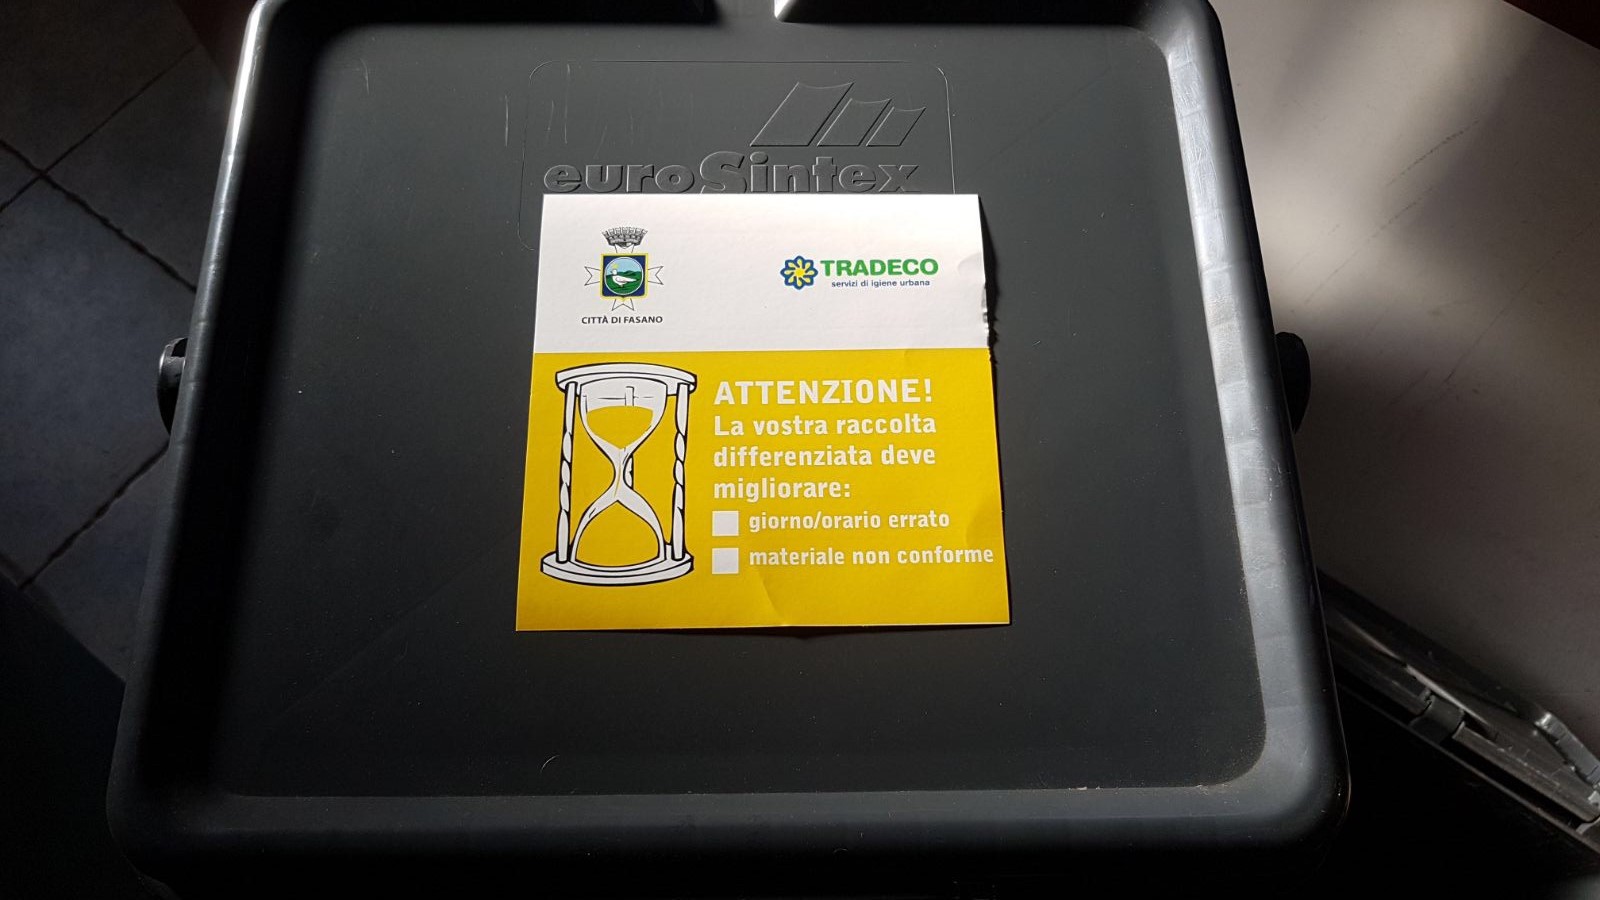 euroSintex
TRADECO
servizi di igiene urbana
CITTÀ DI FASANO
ATTENZIONE!
La vostra raccolta
differenziata deve
migliorare:
giorno/orario errato
materiale non conforme